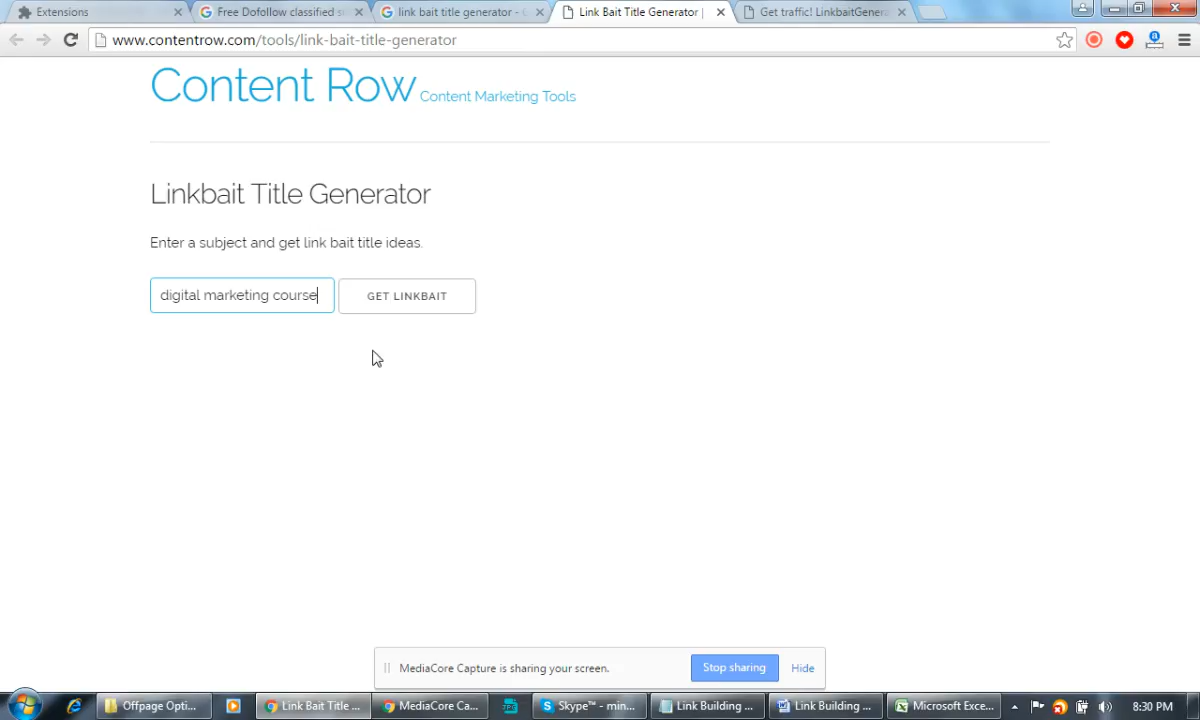 Extensions
Free Dofollow classified s
link bait title generator - G
Link Bait Title Generator |
Get traffic! LinkbaitGenera
www.contentrow.com/tools/link-bait-title-generator
Content Row Content Marketing Tools
Linkbait Title Generator
Enter a subject and get link bait title ideas.
digital marketing course
GET LINKBAIT
MediaCore Capture is sharing your screen.
Stop sharing
Hide
Offpage Opti...
Link Bait Title ...
MediaCore Ca...
Skype™ - min...
Link Building ...
Link Building ...
Microsoft Exce...
8:30 PM